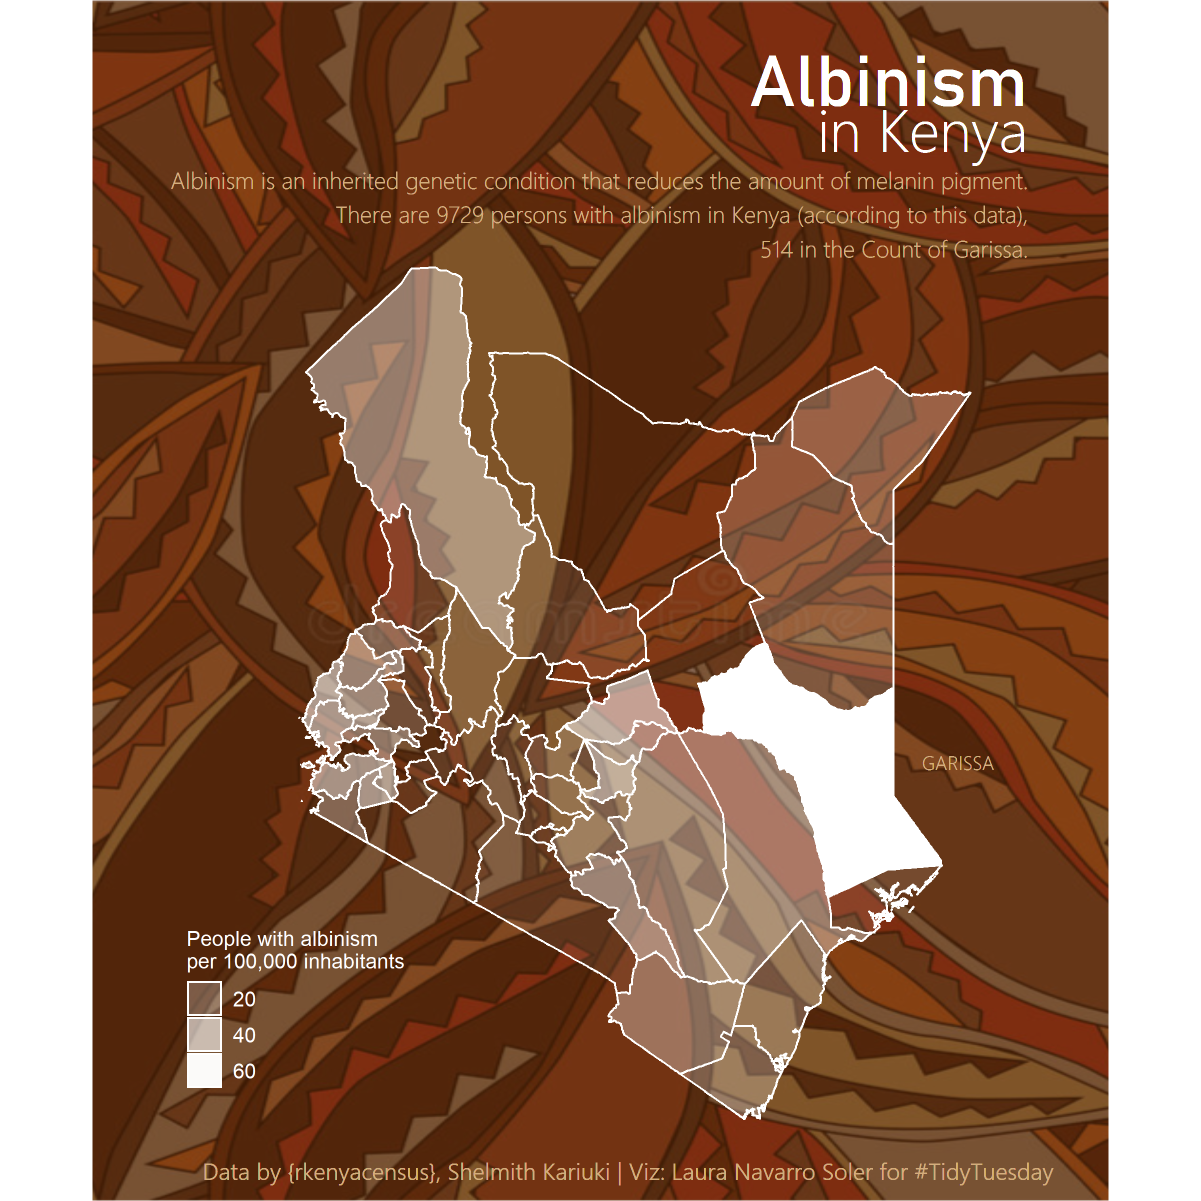 Albinism
in Kenya
Albinism is an inherited genetic condition that reduces the amount of melanin pigment.
There are 9729 persons with albinism in Kenya (according to this data),
514 in the Count of Garissa.
dreamstime
GARISSA
People with albinism
per 100,000 inhabitants
20
40
60
Data by {rkenyacensus}, Shelmith Kariuki | Viz: Laura Navarro Soler for #TidyTuesday